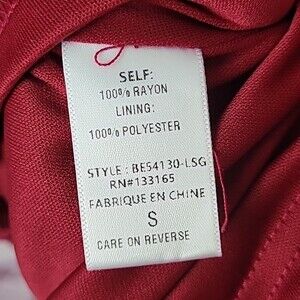 SELF:
100% RAYON
LINING:
100% POLYESTER
STYLE: BE54130-LSG
RN#133165
FABRIQUE EN CHINE
S
CARE ON REVERSE